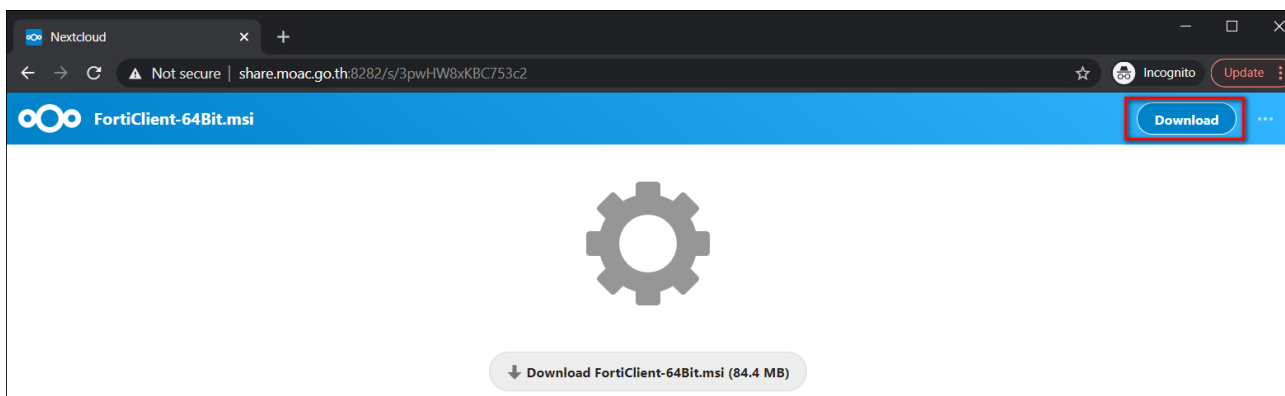 Nextcloud
Not secure | share.moac.go.th:8282/s/3pwHW8xKBC753c2
Incognito
Update
FortiClient-64Bit.msi
Download
Download FortiClient-64Bit.msi (84.4 MB)